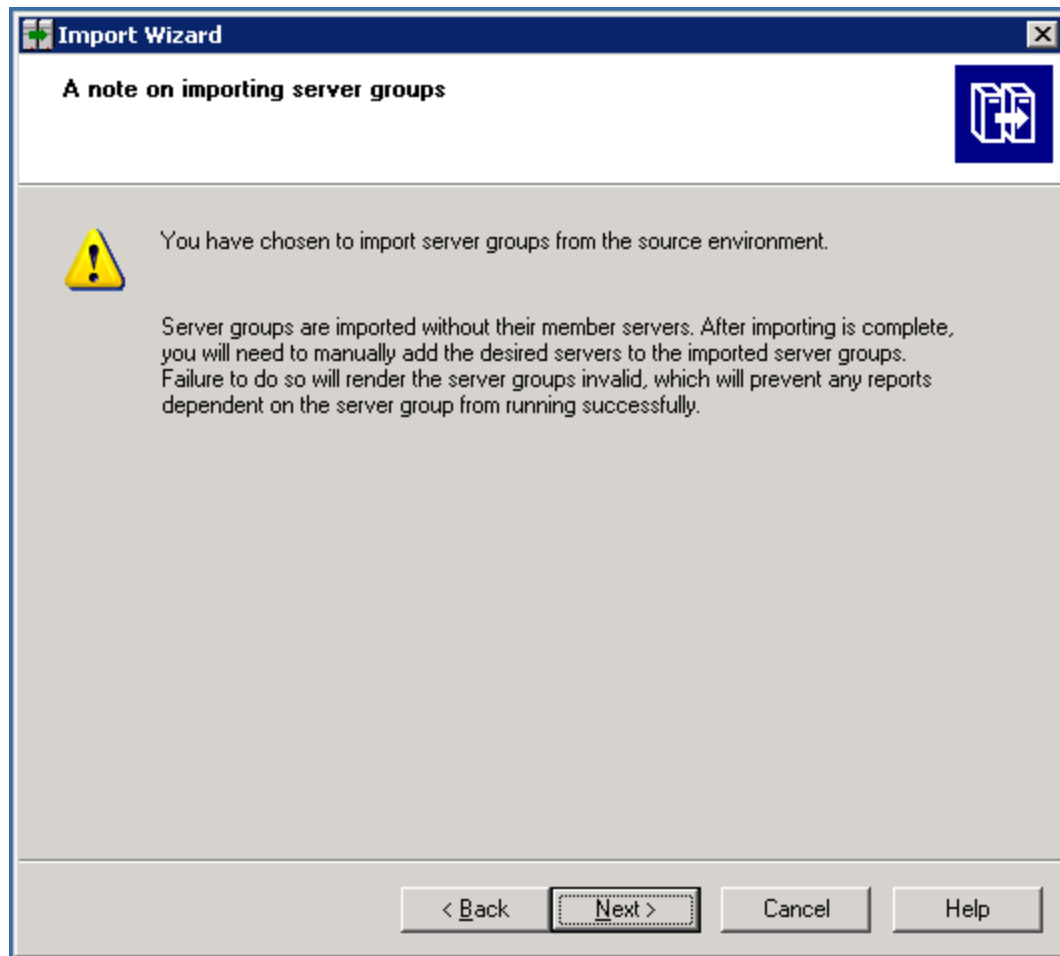 Import Wizard
A note on importing server groups
You have chosen to import server groups from the source environment.
Server groups are imported without their member servers. After importing is complete,
you will need to manually add the desired servers to the imported server groups.
Failure to do so will render the server groups invalid, which will prevent any reports
dependent on the server group from running successfully.
< Back Next > Cancel Help